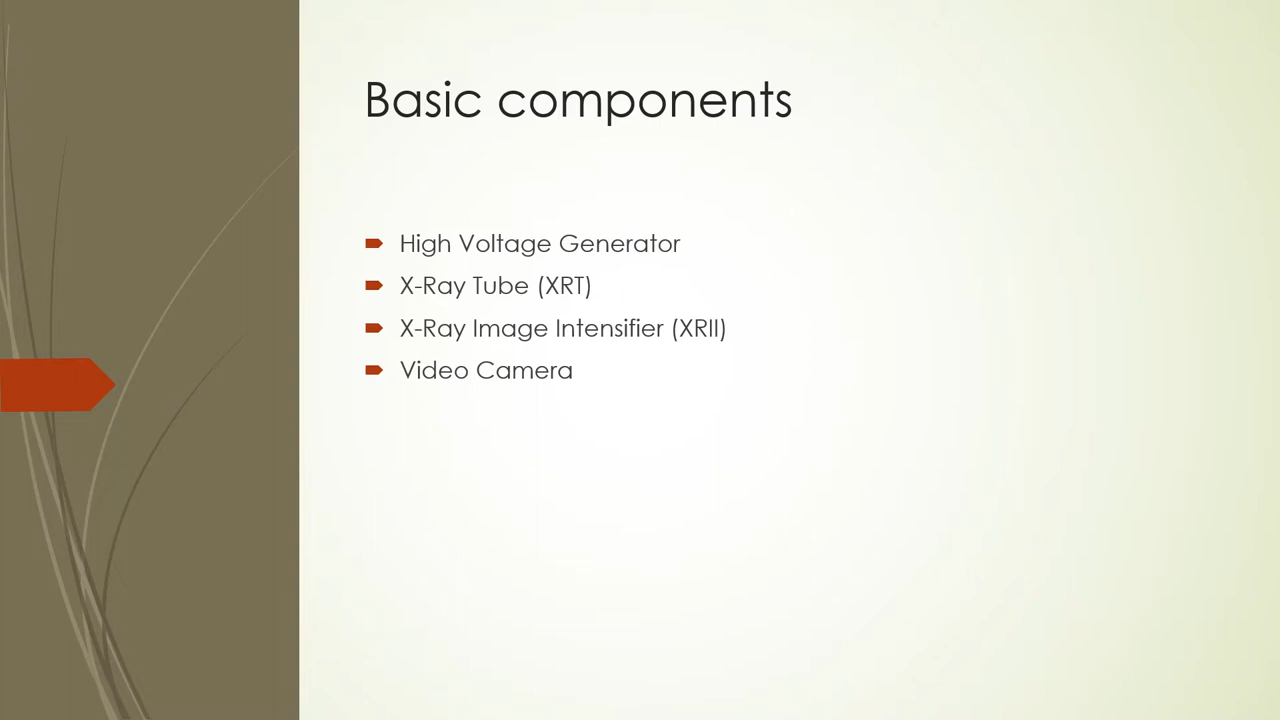 Basic components
High Voltage Generator
X-Ray Tube (XRT)
X-Ray Image Intensifier (XRII)
Video Camera